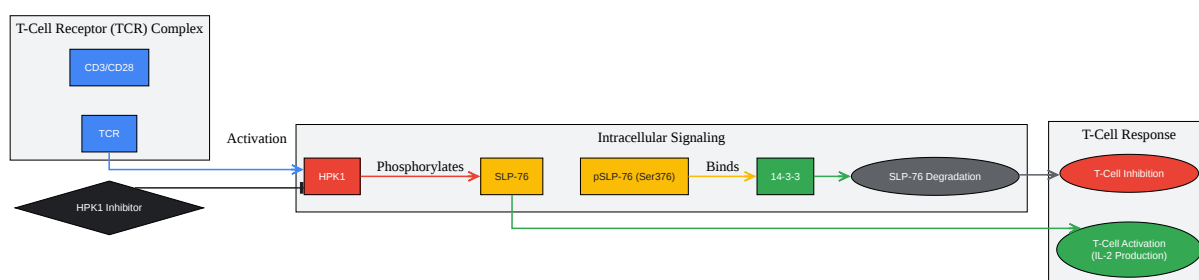 T-Cell Receptor (TCR) Complex
CD3/CD28
TCR
Activation
HPK1 Inhibitor
Intracellular Signaling
HPK1
Phosphorylates
SLP-76
pSLP-76 (Ser376)
Binds
14-3-3
SLP-76 Degradation
T-Cell Response
T-Cell Inhibition
T-Cell Activation
(IL-2 Production)